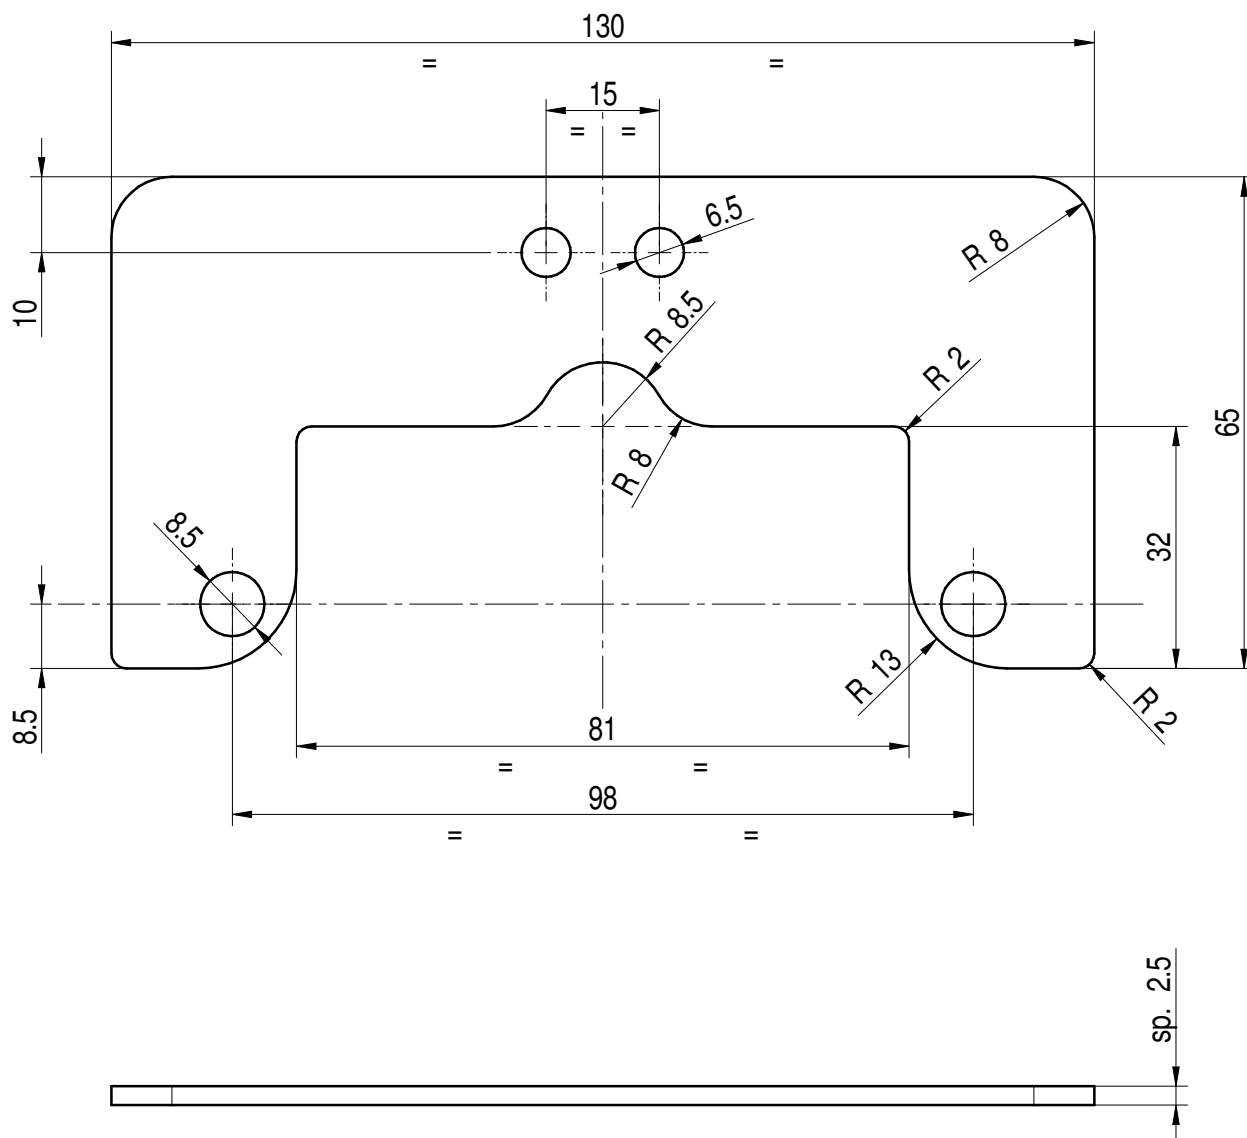 130
= =
15
= =
6.5
R 8
10
R 8.5
R 2
65
R 8
8.5
32
R 13
8.5
R 2
81
= =
98
= =
sp. 2.5